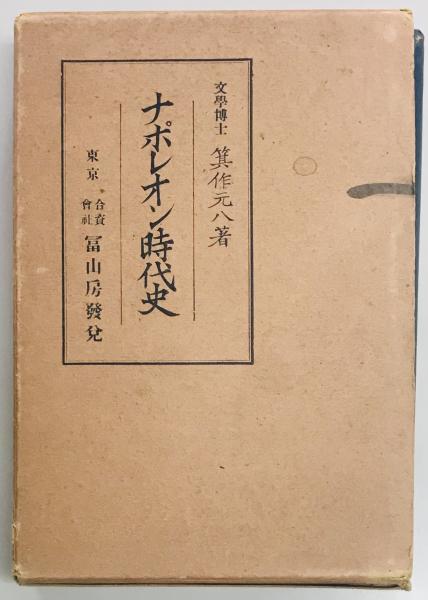 文學博士 箕作元八著
ナポレオン時代史
東京 合資會社 冨山房發兌